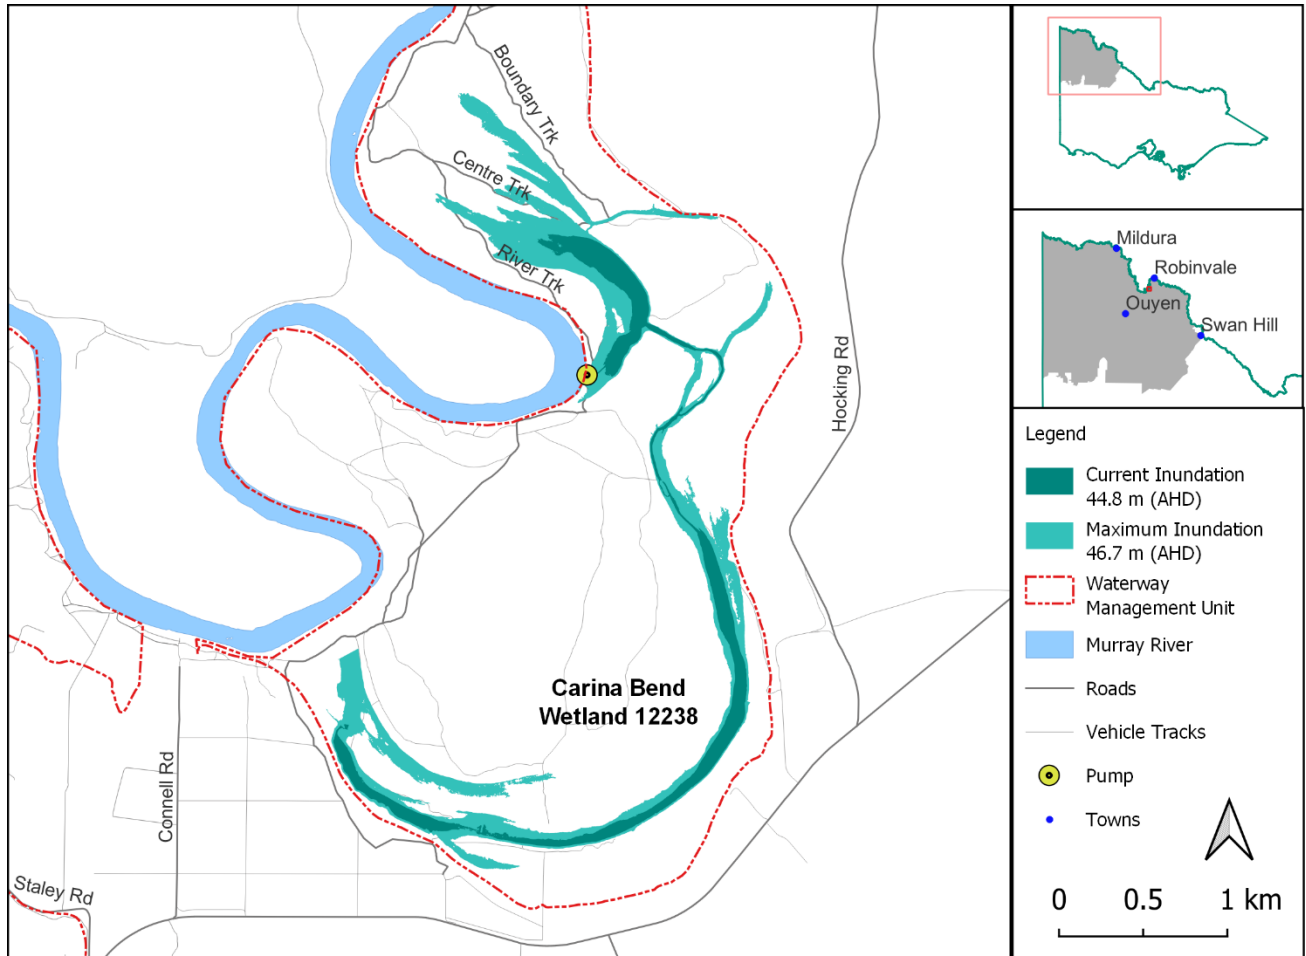 Boundary Trk
Centre Trk
River Trk
Hocking Rd
Carina Bend
Wetland 12238
Connell Rd
Staley Rd
Mildura
Robinvale
Ouyen
Swan Hill
Legend
Current Inundation
44.8 m (AHD)
Maximum Inundation
46.7 m (AHD)
Waterway
Management Unit
Murray River
Roads
Vehicle Tracks
Pump
Towns
0 0.5 1 km